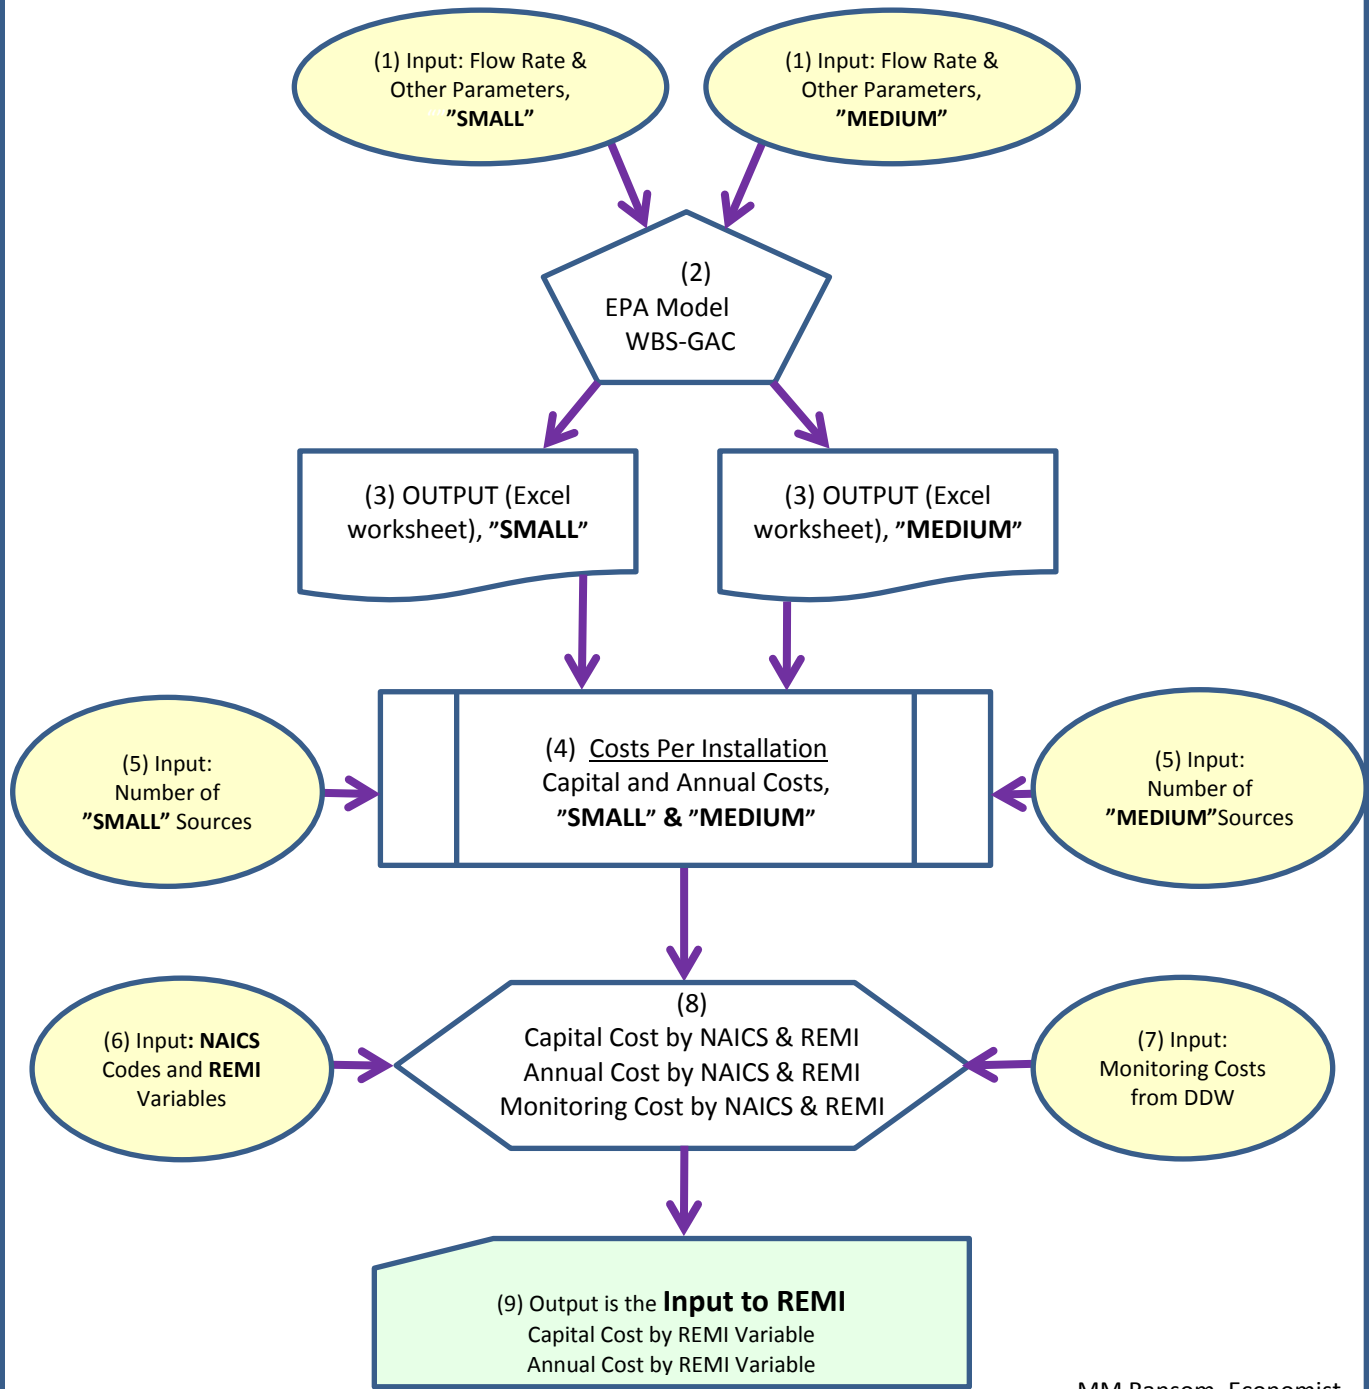 (1) Input: Flow Rate &
Other Parameters,
”SMALL”
(1) Input: Flow Rate &
Other Parameters,
”MEDIUM”
(2)
EPA Model
WBS-GAC
(3) OUTPUT (Excel
worksheet), ”SMALL”
(3) OUTPUT (Excel
worksheet), ”MEDIUM”
(4) Costs Per Installation
Capital and Annual Costs,
”SMALL” & ”MEDIUM”
(5) Input:
Number of
”SMALL” Sources
(5) Input:
Number of
”MEDIUM”Sources
(6) Input: NAICS
Codes and REMI
Variables
(8)
Capital Cost by NAICS & REMI
Annual Cost by NAICS & REMI
Monitoring Cost by NAICS & REMI
(7) Input:
Monitoring Costs
from DDW
(9) Output is the Input to REMI
Capital Cost by REMI Variable
Annual Cost by REMI Variable
MM Ransom, Economist